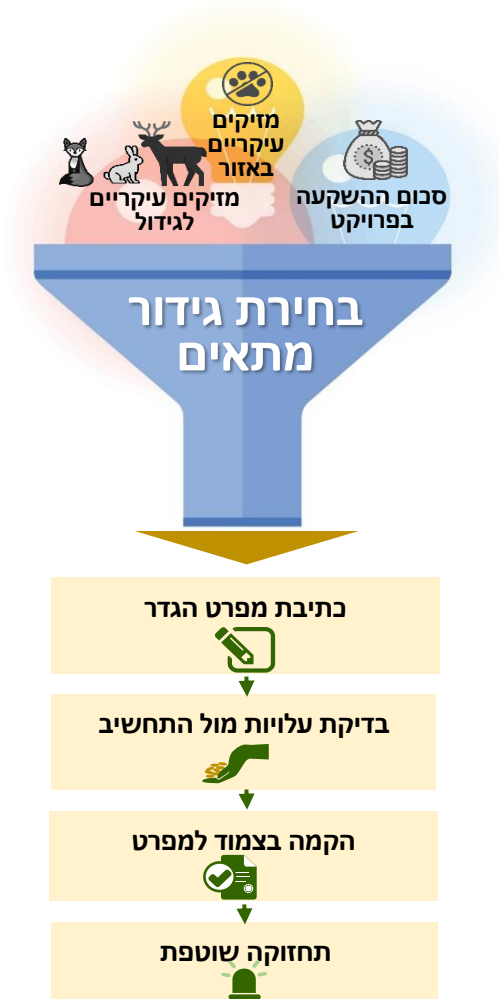 מזיקים
עיקריים
באזור
מזיקים עיקריים
לגידול
סכום ההשקעה
בפרויקט
בחירת גידור
מתאים
כתיבת מפרט הגדר
בדיקת עלויות מול התחשיב
הקמה בצמוד למפרט
תחזוקה שוטפת